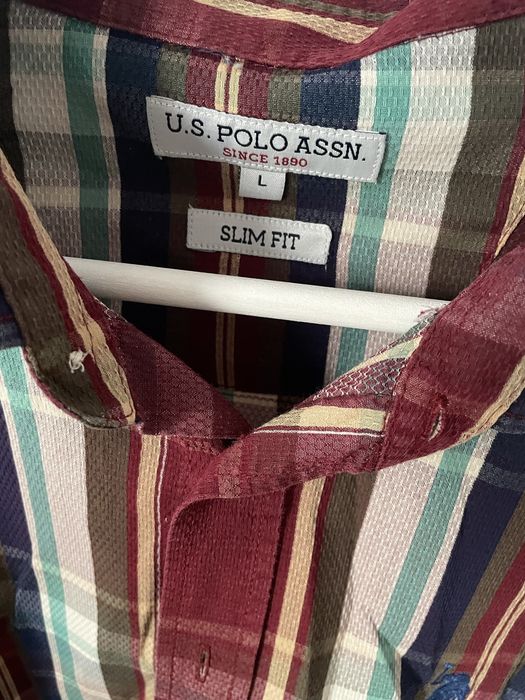 U.S. POLO ASSN.
SINCE 1890
L
SLIM FIT